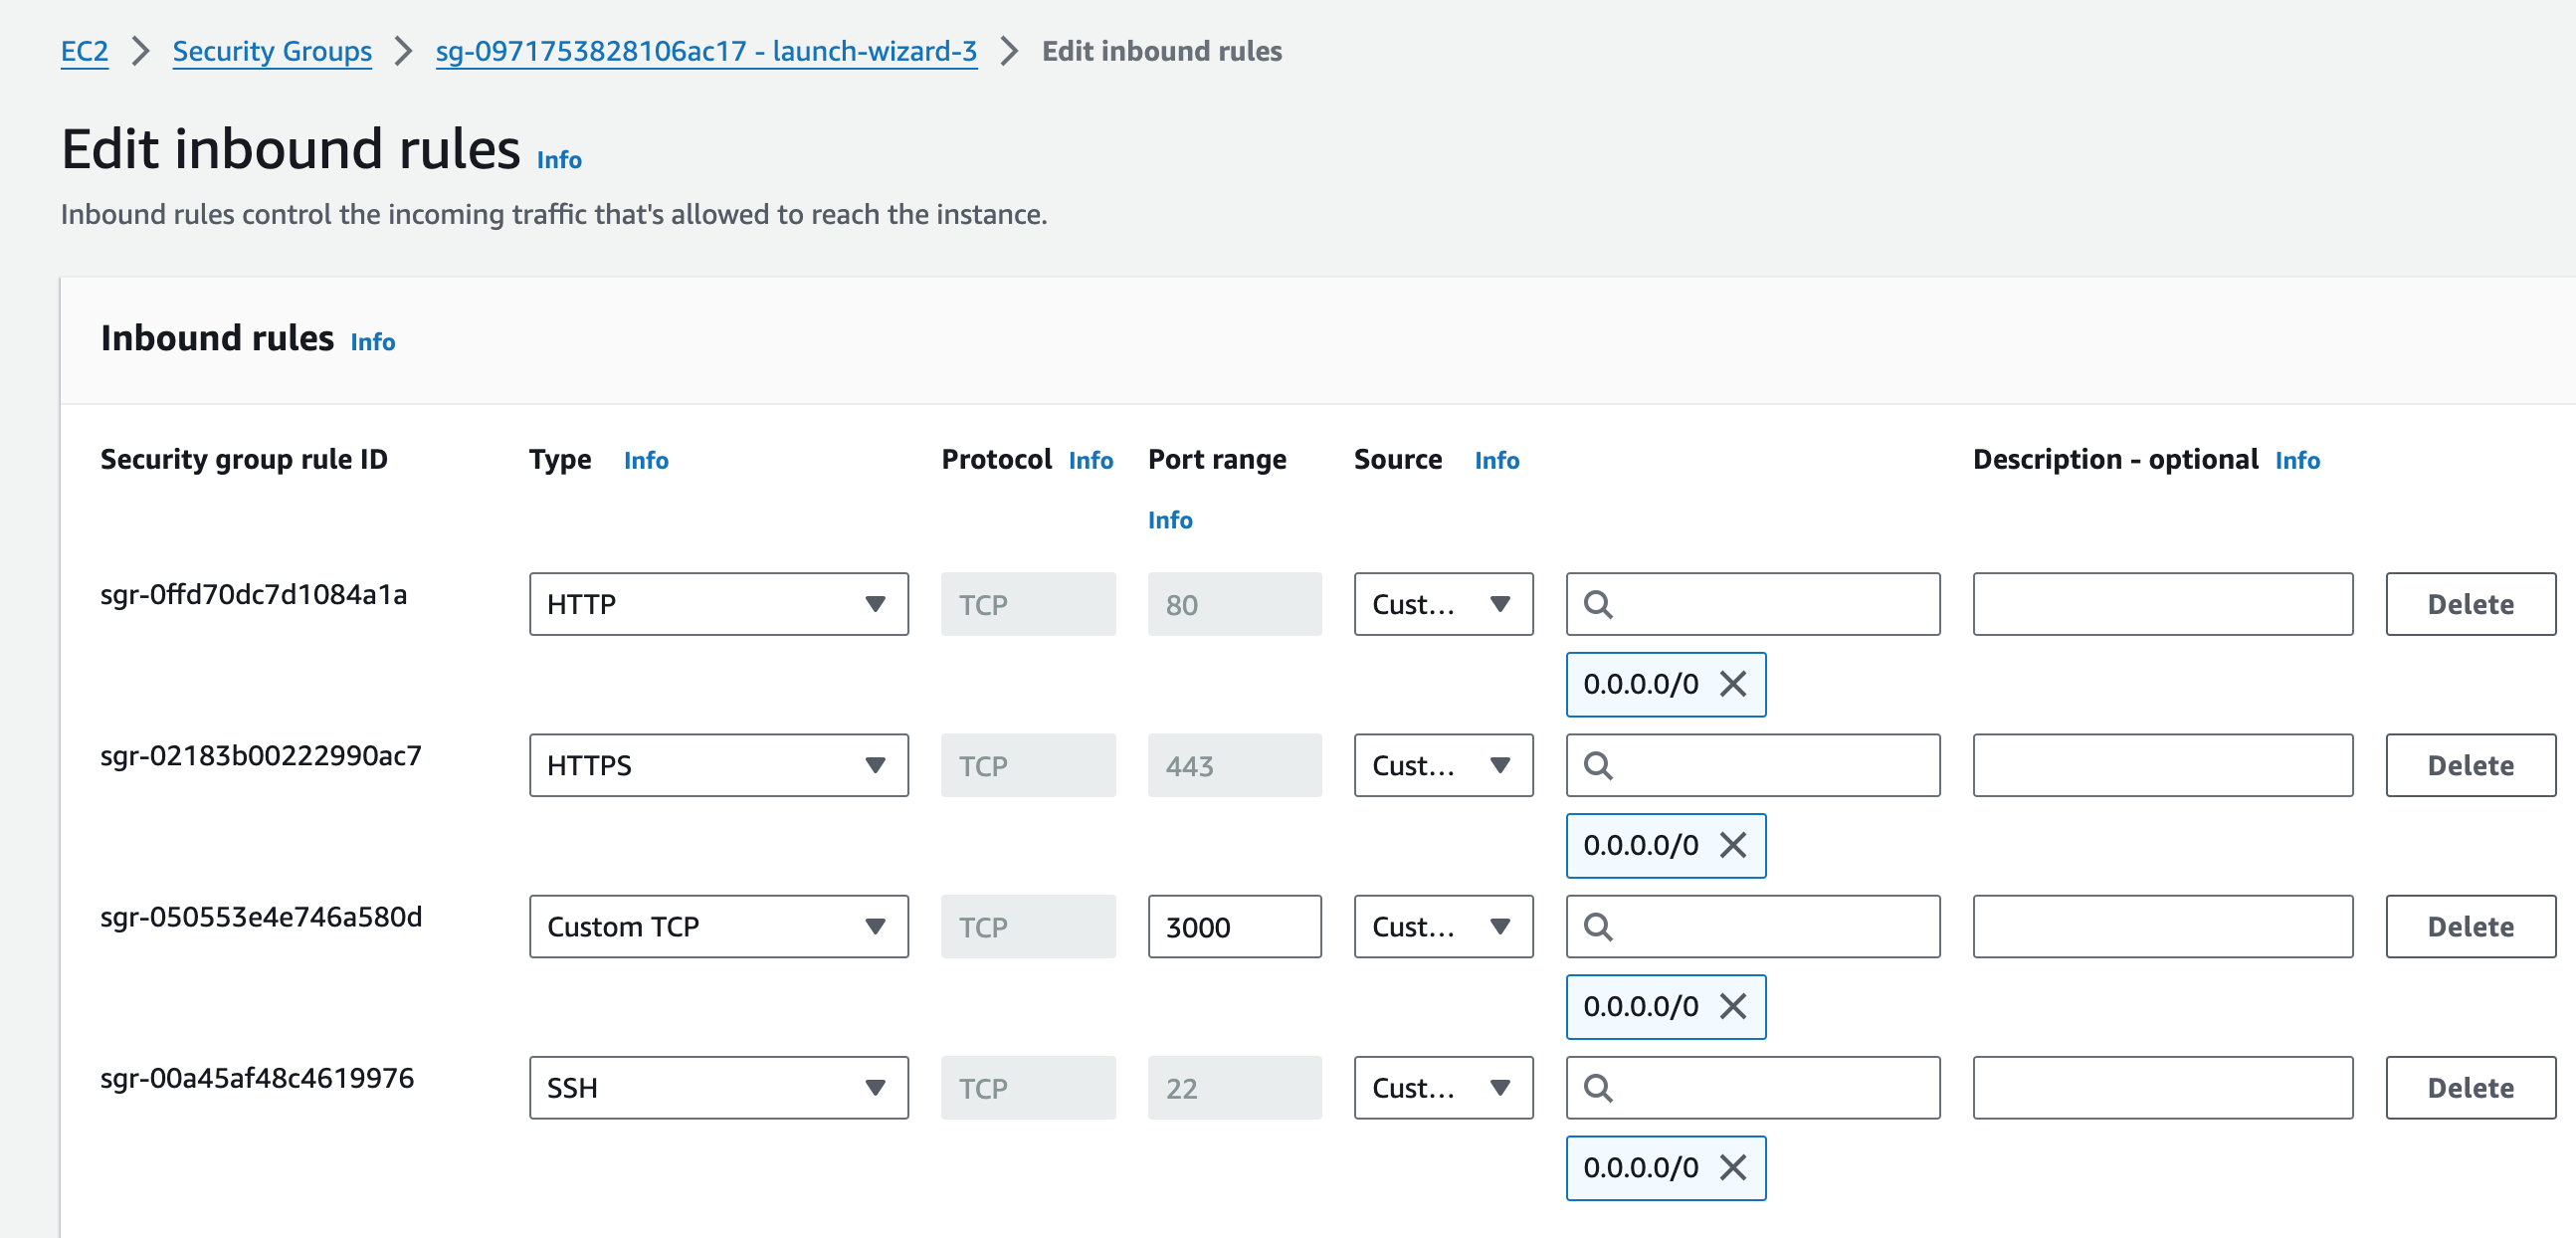 EC2 > Security Groups > sg-0971753828106ac17 - launch-wizard-3 > Edit inbound rules
Edit inbound rules Info
Inbound rules control the incoming traffic that's allowed to reach the instance.
Inbound rules Info
Security group rule ID Type Info Protocol Info Port range Info Source Info Description - optional Info
sgr-0ffd70dc7d1084a1a HTTP TCP 80 Cust... Delete
0.0.0.0/0
sgr-02183b00222990ac7 HTTPS TCP 443 Cust... Delete
0.0.0.0/0
sgr-050553e4e746a580d Custom TCP TCP 3000 Cust... Delete
0.0.0.0/0
sgr-00a45af48c4619976 SSH TCP 22 Cust... Delete
0.0.0.0/0